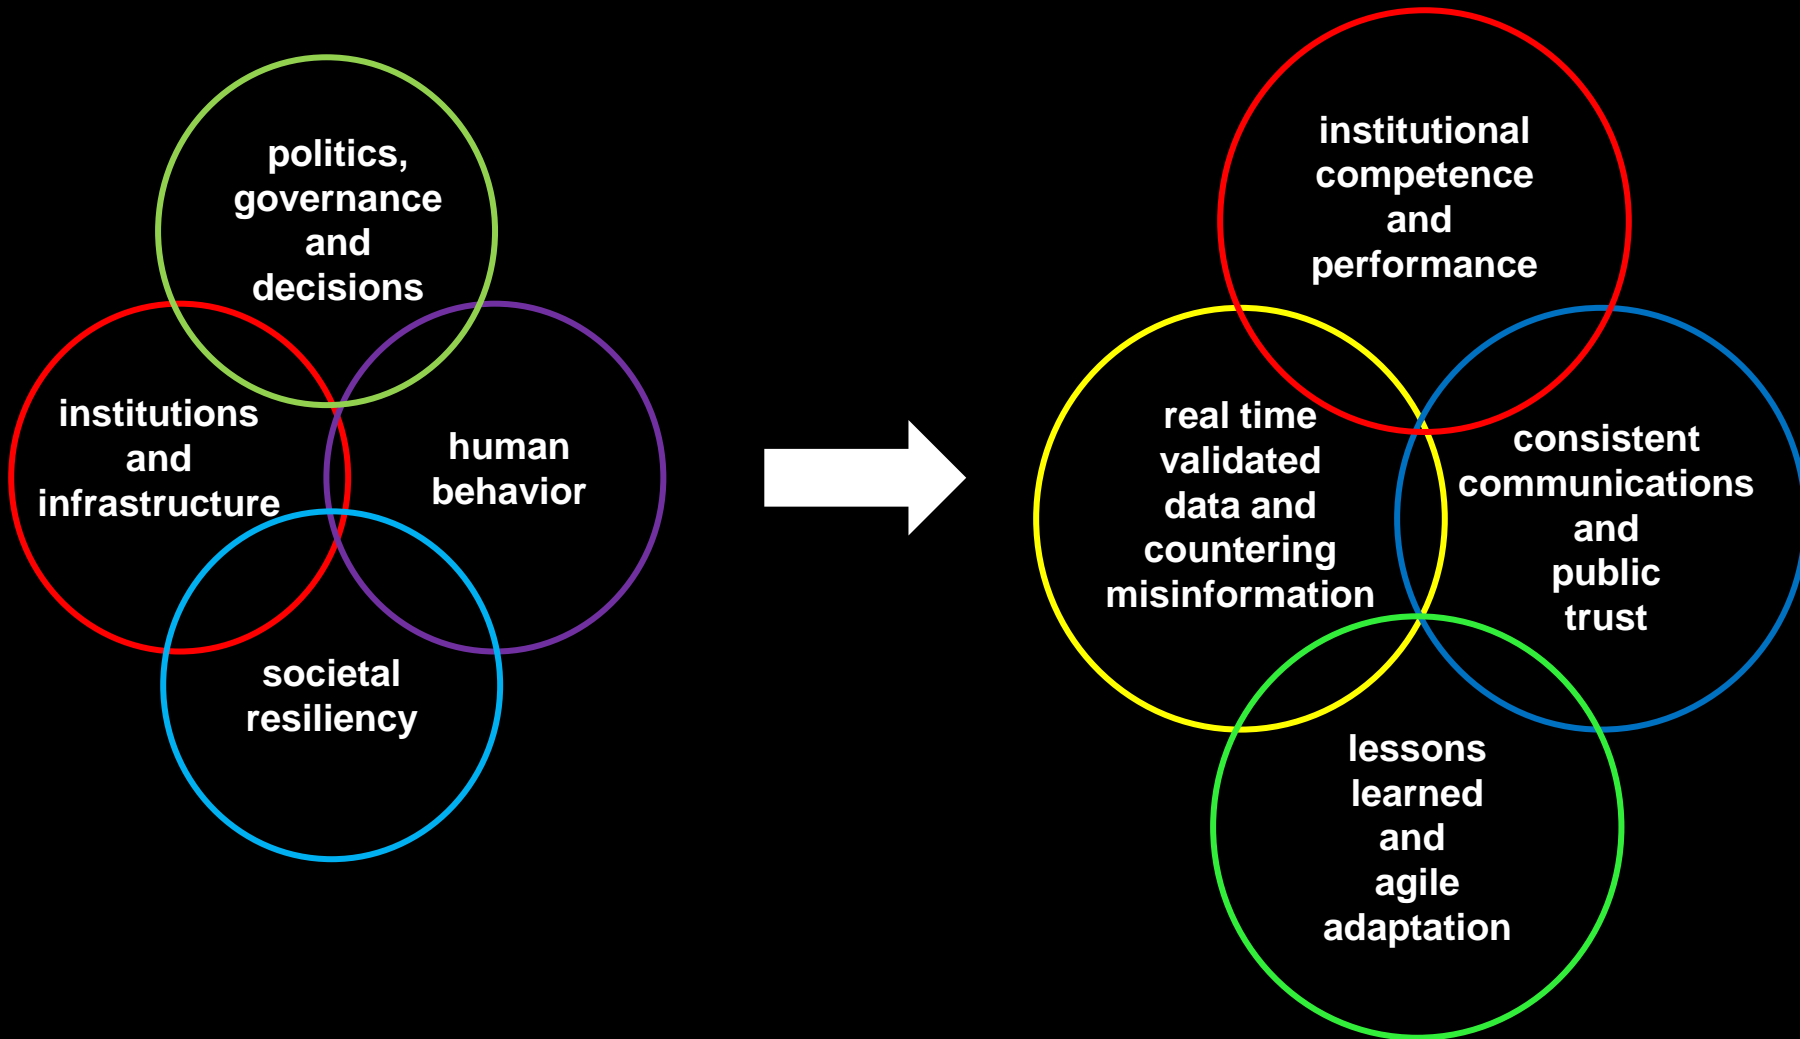 politics,
governance
and
decisions
institutions
and
infrastructure
human
behavior
societal
resiliency
institutional
competence
and
performance
real time
validated
data and
countering
misinformation
consistent
communications
and
public
trust
lessons
learned
and
agile
adaptation